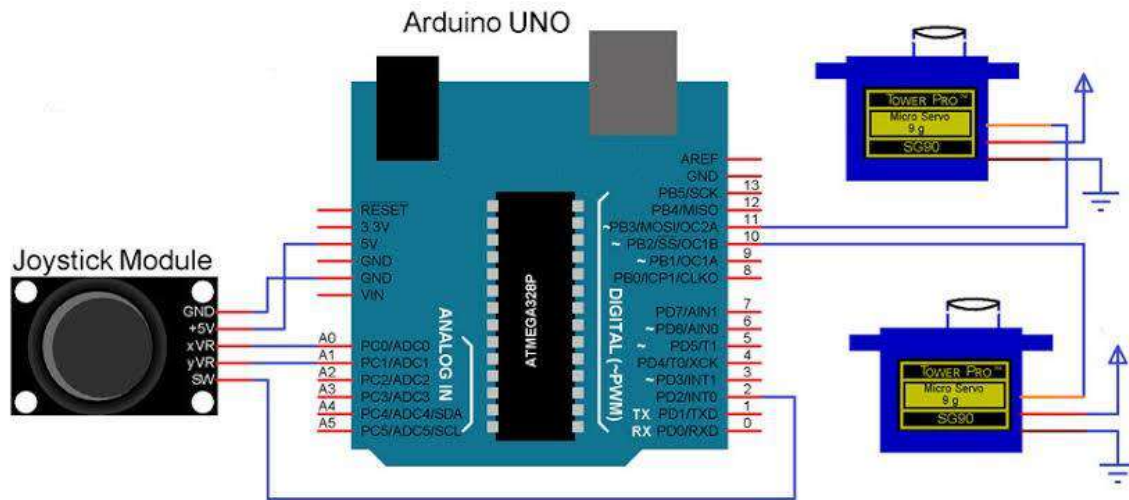 Arduino UNO
Joystick Module
GND
+5V
xVR
yVR
SW
RESET
3.3V
5V
GND
GND
VIN
A0 PC0/ADC0
A1 PC1/ADC1
A2 PC2/ADC2
A3 PC3/ADC3
A4 PC4/ADC4/SDA
A5 PC5/ADC5/SCL
ANALOG IN
ATMEGA328P
DIGITAL (~PWM)
AREF
GND
PB5/SCK 13
PB4/MISO 12
~PB3/MOSI/OC2A 11
~ PB2/SS/OC1B 10
~ PB1/OC1A 9
PB0/ICP1/CLKO 8
PD7/AIN1 7
~ PD6/AIN0 6
~ PD5/T1 5
PD4/T0/XCK 4
~PD3/INT1 3
PD2/INT0 2
TX PD1/TXD 1
RX PD0/RXD 0
TOWER PRO™
Micro Servo
9 g
SG90
TOWER PRO™
Micro Servo
9 g
SG90